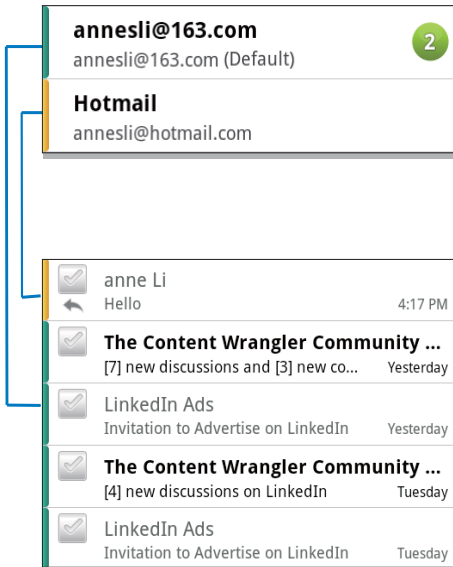 annesli@163.com
annesli@163.com (Default)
2
Hotmail
annesli@hotmail.com
anne Li
Hello 4:17 PM
The Content Wrangler Community ...
[7] new discussions and [3] new co... Yesterday
LinkedIn Ads
Invitation to Advertise on LinkedIn Yesterday
The Content Wrangler Community ...
[4] new discussions on LinkedIn Tuesday
LinkedIn Ads
Invitation to Advertise on LinkedIn Tuesday